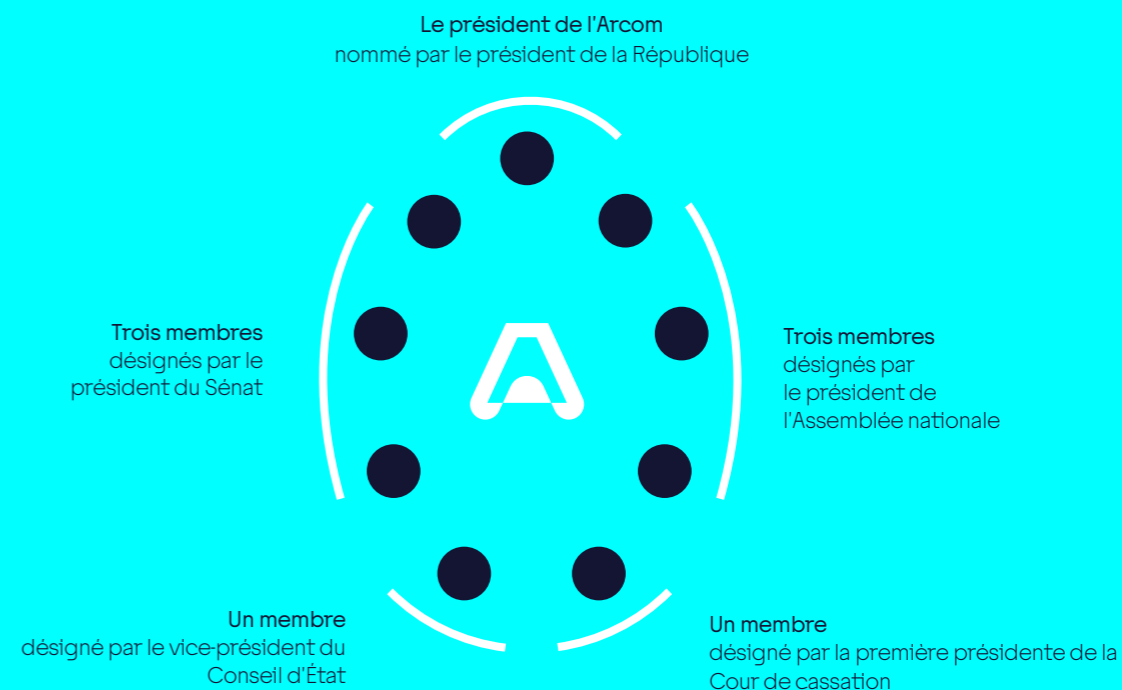 Le président de l'Arcom
nommé par le président de la République
Trois membres
désignés par le
président du Sénat
Trois membres
désignés par
le président de
l'Assemblée nationale
Un membre
désigné par le vice-président du
Conseil d'État
Un membre
désigné par la première présidente de la
Cour de cassation